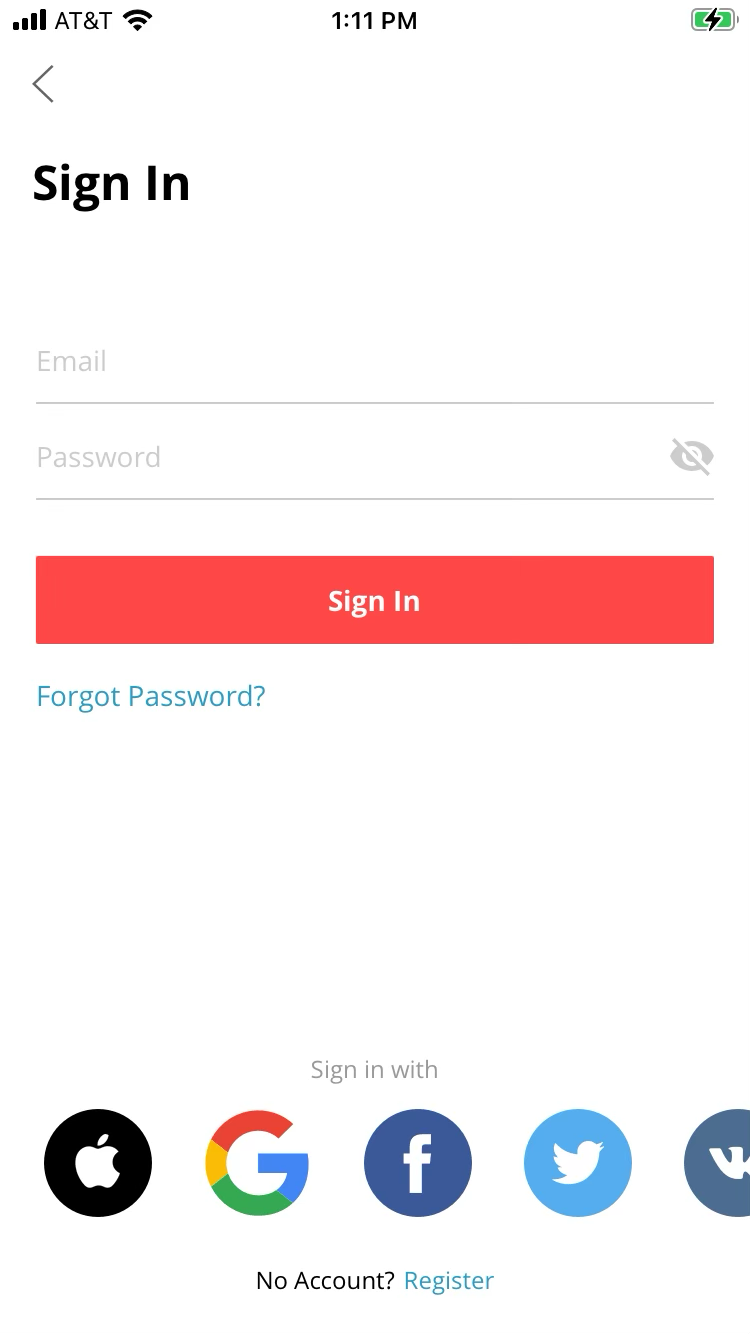 AT&T 1:11 PM
Sign In
Email
Password
Sign In
Forgot Password?
Sign in with
No Account? Register